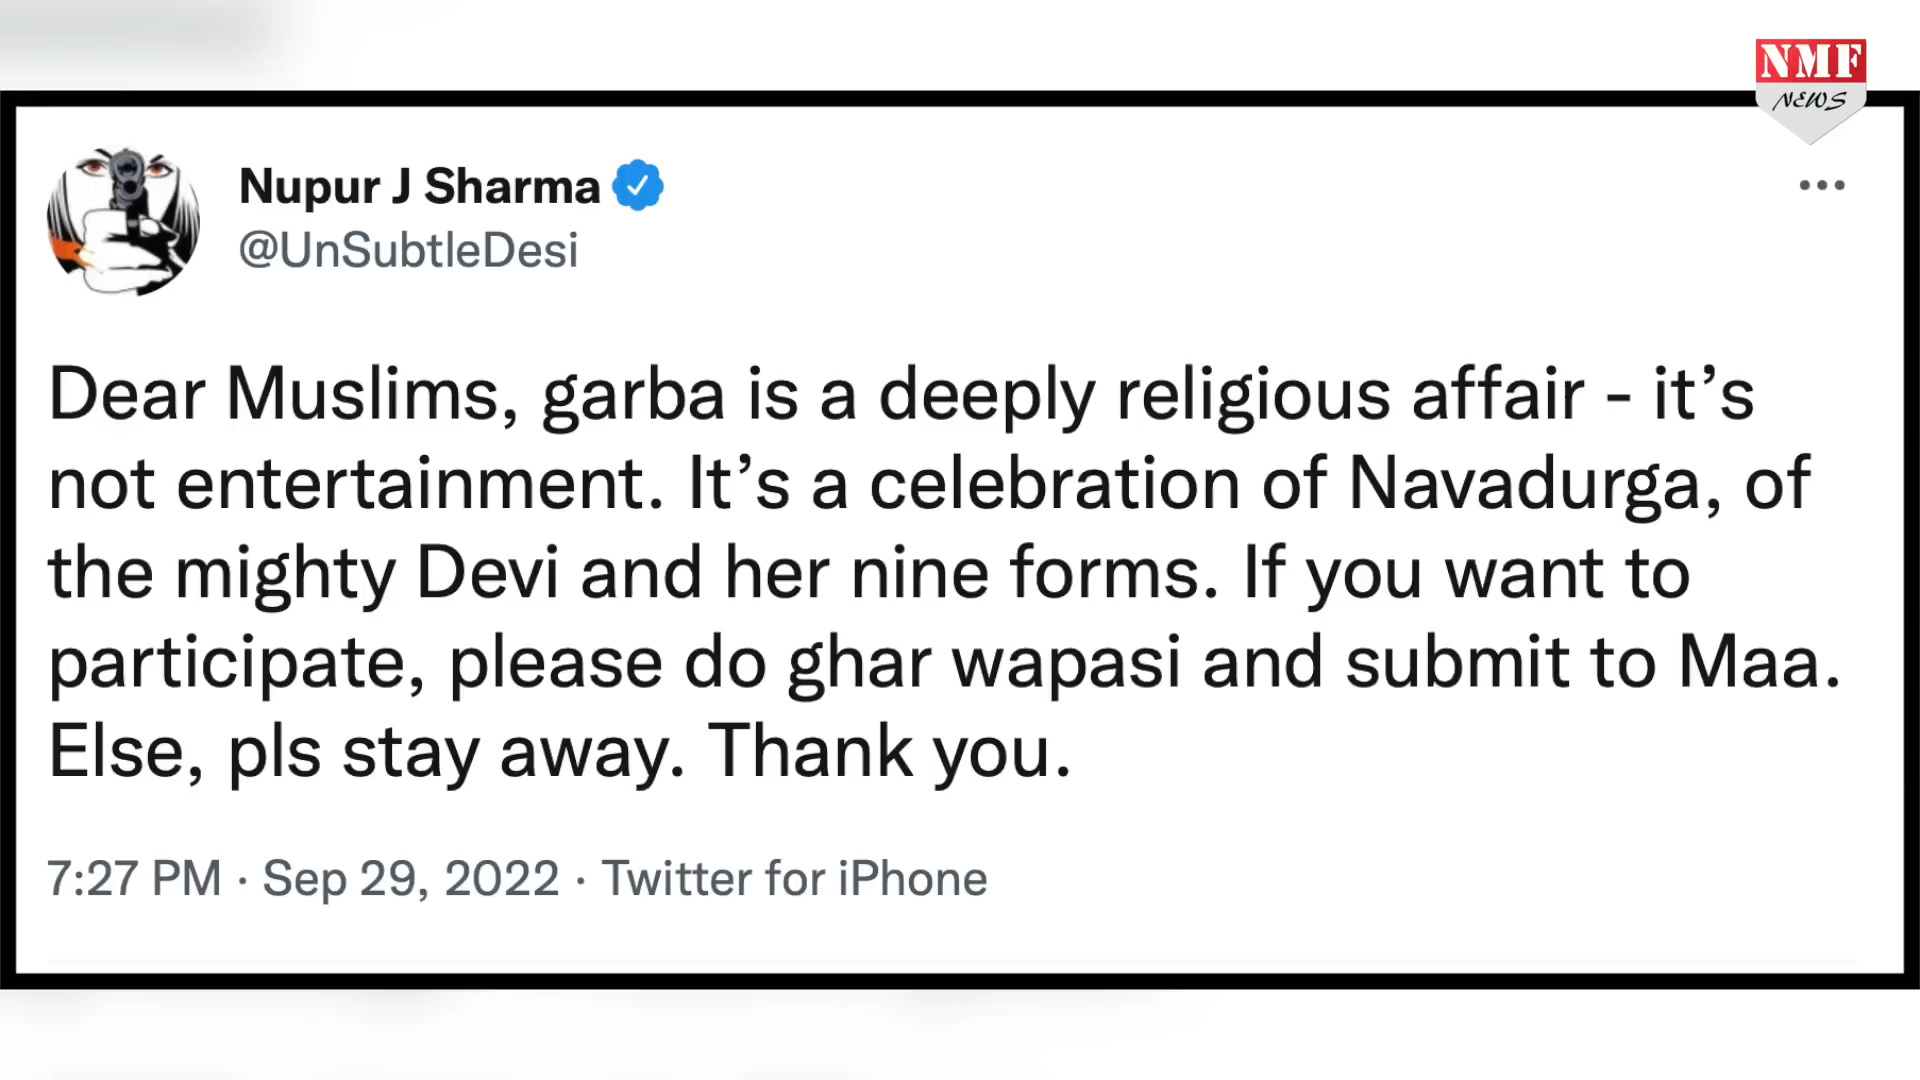 NMF
NEWS
Nupur J Sharma
@UnSubtleDesi
Dear Muslims, garba is a deeply religious affair - it’s
not entertainment. It’s a celebration of Navadurga, of
the mighty Devi and her nine forms. If you want to
participate, please do ghar wapasi and submit to Maa.
Else, pls stay away. Thank you.
7:27 PM · Sep 29, 2022 · Twitter for iPhone